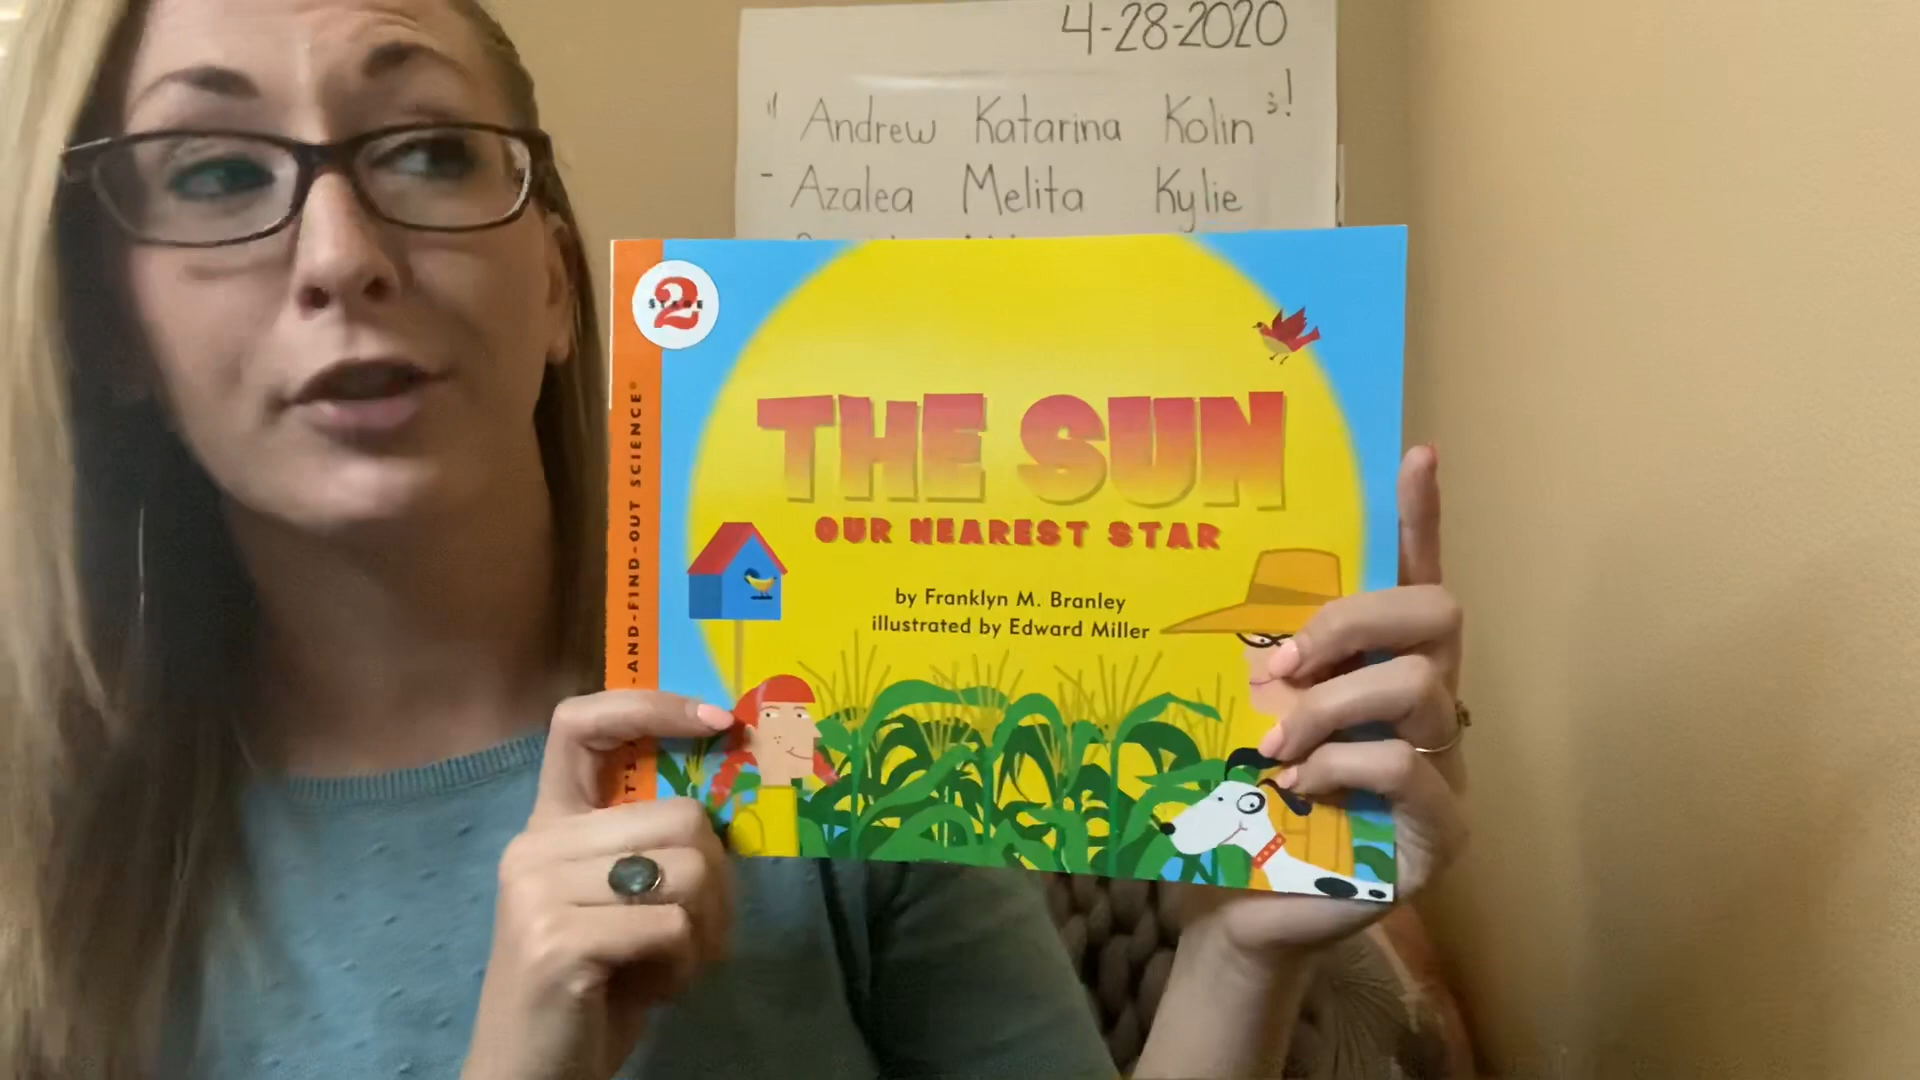 4-28-2020
" Andrew Katarina Kolin !
- Azalea Melita Kylie
2
STAGE
-AND-FIND-OUT SCIENCE®
THE SUN
OUR NEAREST STAR
by Franklyn M. Branley
illustrated by Edward Miller